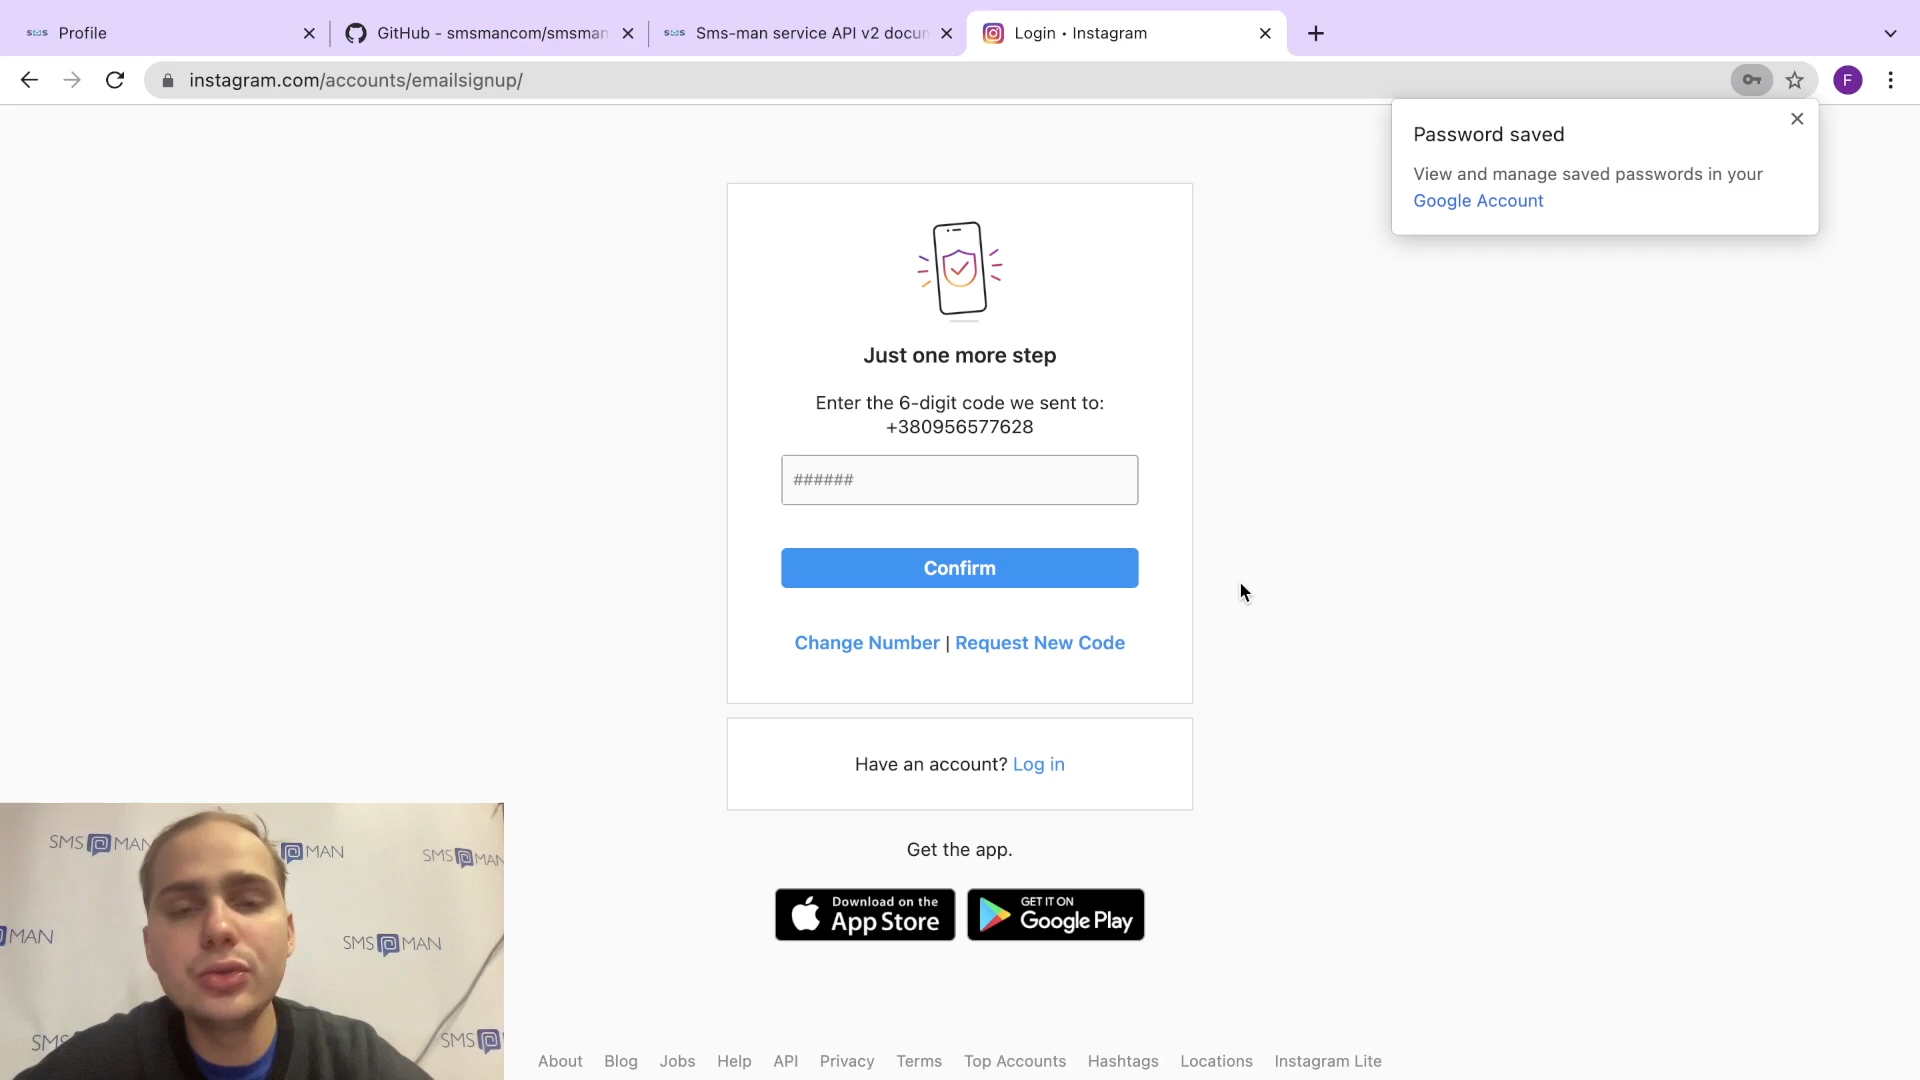 Profile
GitHub - smsmancom/smsman
Sms-man service API v2 docun
Login • Instagram
instagram.com/accounts/emailsignup/
F
Password saved
View and manage saved passwords in your
Google Account
Just one more step
Enter the 6-digit code we sent to:
+380956577628
######
Confirm
Change Number | Request New Code
Have an account? Log in
Get the app.
Download on the
App Store
GET IT ON
Google Play
SMS MAN
MAN
SMS MAN
MAN
SMS MAN
SMS
SMS
About Blog Jobs Help API Privacy Terms Top Accounts Hashtags Locations Instagram Lite